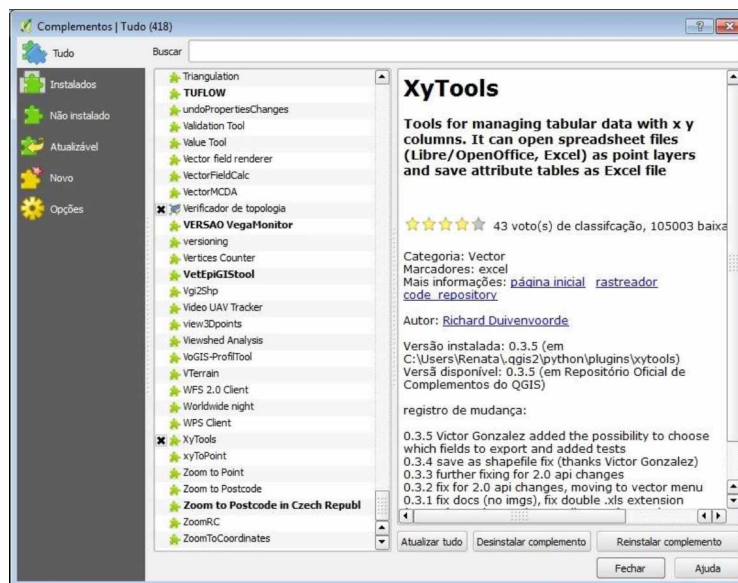 Complementos | Tudo (418)
Tudo
Instalados
Não instalado
Atualizável
Novo
Opções
Buscar
Triangulation
TUFLOW
undoPropertiesChanges
Validation Tool
Value Tool
Vector field renderer
VectorFieldCalc
VectorMCDA
Verificador de topologia
VERSAO VegaMonitor
versioning
Vertices Counter
VetEpiGIStool
Vgi2Shp
Video UAV Tracker
view3Dpoints
Viewshed Analysis
VoGIS-ProfilTool
VTerrain
WFS 2.0 Client
Worldwide night
WPS Client
XyTools
xyToPoint
Zoom to Point
Zoom to Postcode
Zoom to Postcode in Czech Republ
ZoomRC
ZoomToCoordinates
XyTools
Tools for managing tabular data with x y
columns. It can open spreadsheet files
(Libre/OpenOffice, Excel) as point layers
and save attribute tables as Excel file
43 voto(s) de classifcação, 105003 baixa
Categoria: Vector
Marcadores: excel
Mais informações: página inicial rastreador
code_repository
Autor: Richard Duivenvoorde
Versão instalada: 0.3.5 (em
C:\Users\Renata\.qgis2\python\plugins\xytools)
Versã disponível: 0.3.5 (em Repositório Oficial de
Complementos do QGIS)
registro de mudança:
0.3.5 Victor Gonzalez added the possibility to choose
which fields to export and added tests
0.3.4 save as shapefile fix (thanks Victor Gonzalez)
0.3.3 further fixing for 2.0 api changes
0.3.2 fix for 2.0 api changes, moving to vector menu
0.3.1 fix docs (no imgs), fix double .xls extension
Atualizar tudo
Desinstalar complemento
Reinstalar complemento
Fechar
Ajuda